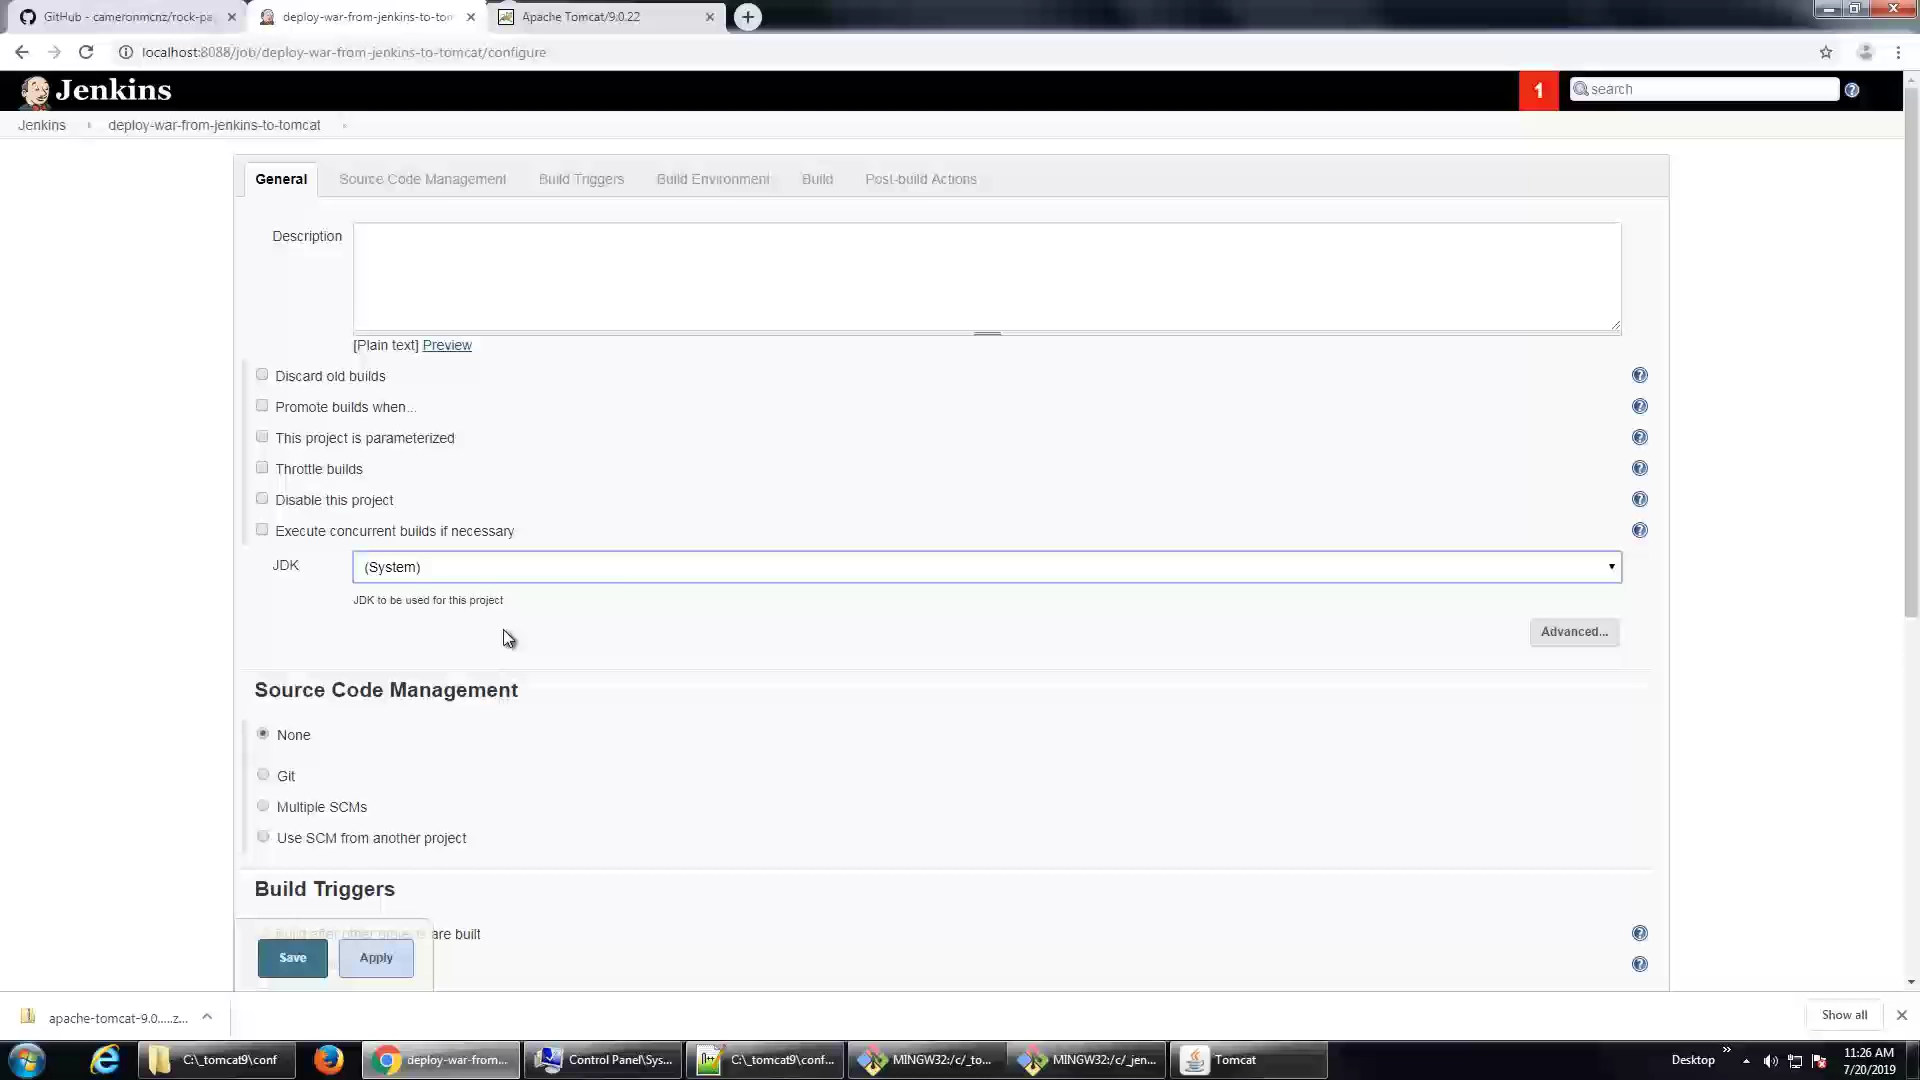 GitHub - cameronmcnz/rock-pa
deploy-war-from-jenkins-to-tom
Apache Tomcat/9.0.22
localhost:8088/job/deploy-war-from-jenkins-to-tomcat/configure
Jenkins
1
search
Jenkins
deploy-war-from-jenkins-to-tomcat
General
Source Code Management
Build Triggers
Build Environment
Build
Post-build Actions
Description
[Plain text] Preview
Discard old builds
Promote builds when...
This project is parameterized
Throttle builds
Disable this project
Execute concurrent builds if necessary
JDK
(System)
JDK to be used for this project
Advanced...
Source Code Management
None
Git
Multiple SCMs
Use SCM from another project
Build Triggers
Build after other projects are built
Save
Apply
apache-tomcat-9.0.....z...
Show all
C:\_tomcat9\conf
deploy-war-from...
Control Panel\Sys...
C:\_tomcat9\conf...
MINGW32:/c/_to...
MINGW32:/c/_jen...
Tomcat
Desktop
11:26 AM
7/20/2019